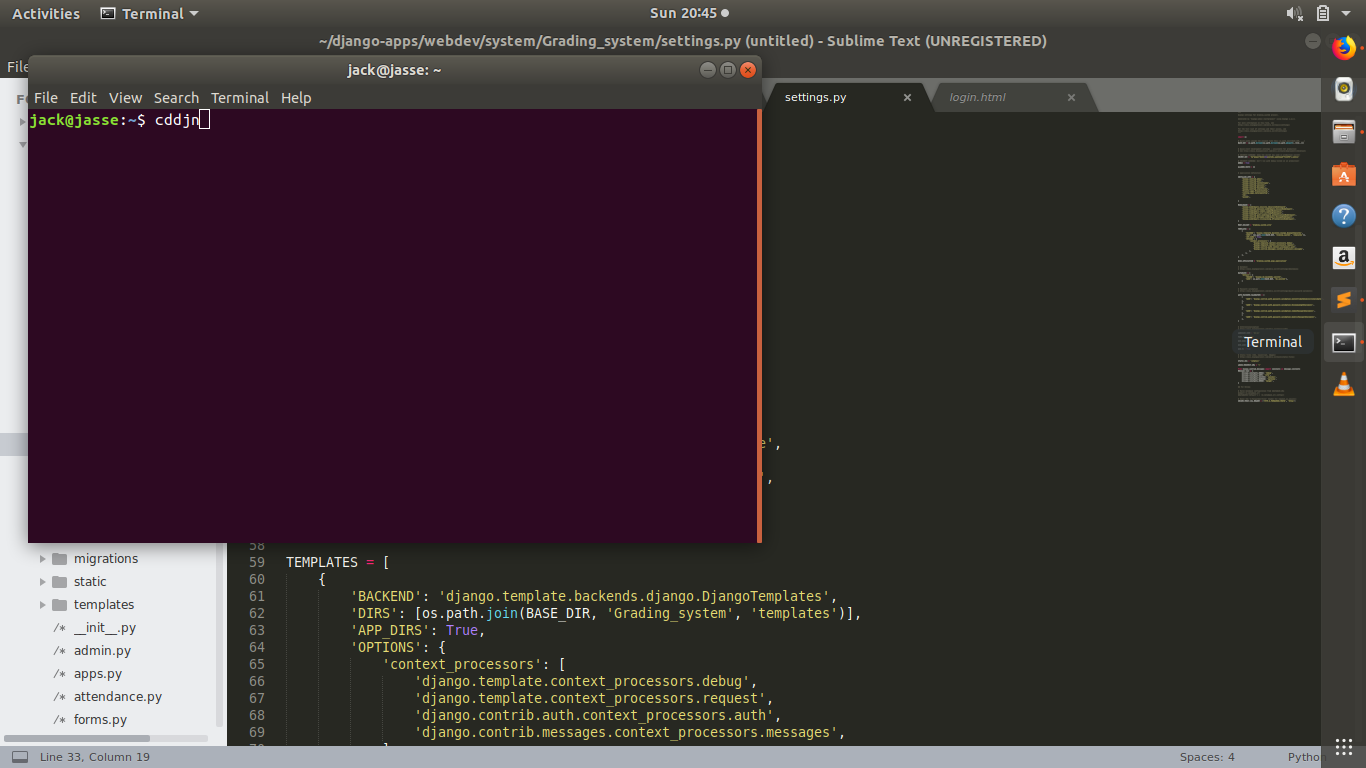 Activities Terminal Sun 20:45
~/django-apps/webdev/system/Grading_system/settings.py (untitled) - Sublime Text (UNREGISTERED)
File
jack@jasse: ~
File Edit View Search Terminal Help
jack@jasse:~$ cddjn
settings.py
login.html
Terminal
e',
',
58
59 TEMPLATES = [
60 {
61 'BACKEND': 'django.template.backends.django.DjangoTemplates',
62 'DIRS': [os.path.join(BASE_DIR, 'Grading_system', 'templates')],
63 'APP_DIRS': True,
64 'OPTIONS': {
65 'context_processors': [
66 'django.template.context_processors.debug',
67 'django.template.context_processors.request',
68 'django.contrib.auth.context_processors.auth',
69 'django.contrib.messages.context_processors.messages',
migrations
static
templates
/* __init__.py
/* admin.py
/* apps.py
/* attendance.py
/* forms.py
Line 33, Column 19
Spaces: 4
Python